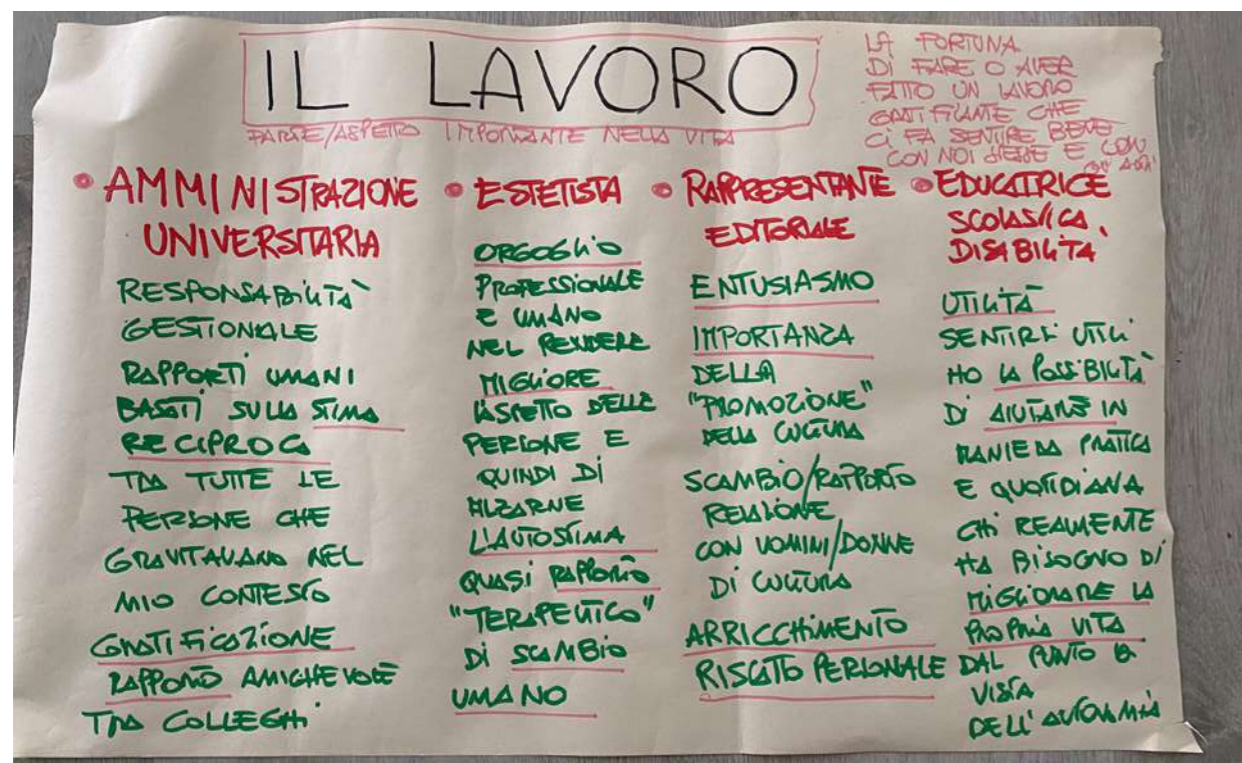 IL LAVORO
PARTE/ASPETTO IMPORTANTE NELLA VITA
LA FORTUNA
DI FARE O AVER
FATTO UN LAVORO
GRATIFICANTE CHE
CI FA SENTIRE BENE
CON NOI STESSE E CON
GLI ALTRI
• AMMINISTRAZIONE
UNIVERSITARIA
RESPONSABILITÀ
GESTIONALE
RAPPORTI UMANI
BASATI SULLA STIMA
RECIPROCA
TRA TUTTE LE
PERSONE CHE
GRAVITAVANO NEL
MIO CONTESTO
GRATIFICAZIONE
RAPPORTO AMICHEVOLE
TRA COLLEGHI
• ESTETISTA
ORGOGLIO
PROFESSIONALE
E UMANO
NEL RENDERE
MIGLIORE
L'ASPETTO DELLE
PERSONE E
QUINDI DI
ALZARNE
L'AUTOSTIMA
QUASI RAPPORTO
"TERAPEUTICO"
DI SCAMBIO
UMANO
• RAPPRESENTANTE
EDITORIALE
ENTUSIASMO
IMPORTANZA
DELLA
"PROMOZIONE"
DELLA CULTURA
SCAMBIO/RAPPORTO
RELAZIONE
CON UOMINI/DONNE
DI CULTURA
ARRICCHIMENTO
RISCATTO PERSONALE
• EDUCATRICE
SCOLASTICA
DISABILITÀ
UTILITÀ
SENTIRSI UTILI
HO LA POSSIBILITÀ
DI AIUTARE IN
MANIERA PRATICA
E QUOTIDIANA
CHI REALMENTE
HA BISOGNO DI
MIGLIORARE LA
PROPRIA VITA
DAL PUNTO DI
VISTA
DELL'AUTONOMIA